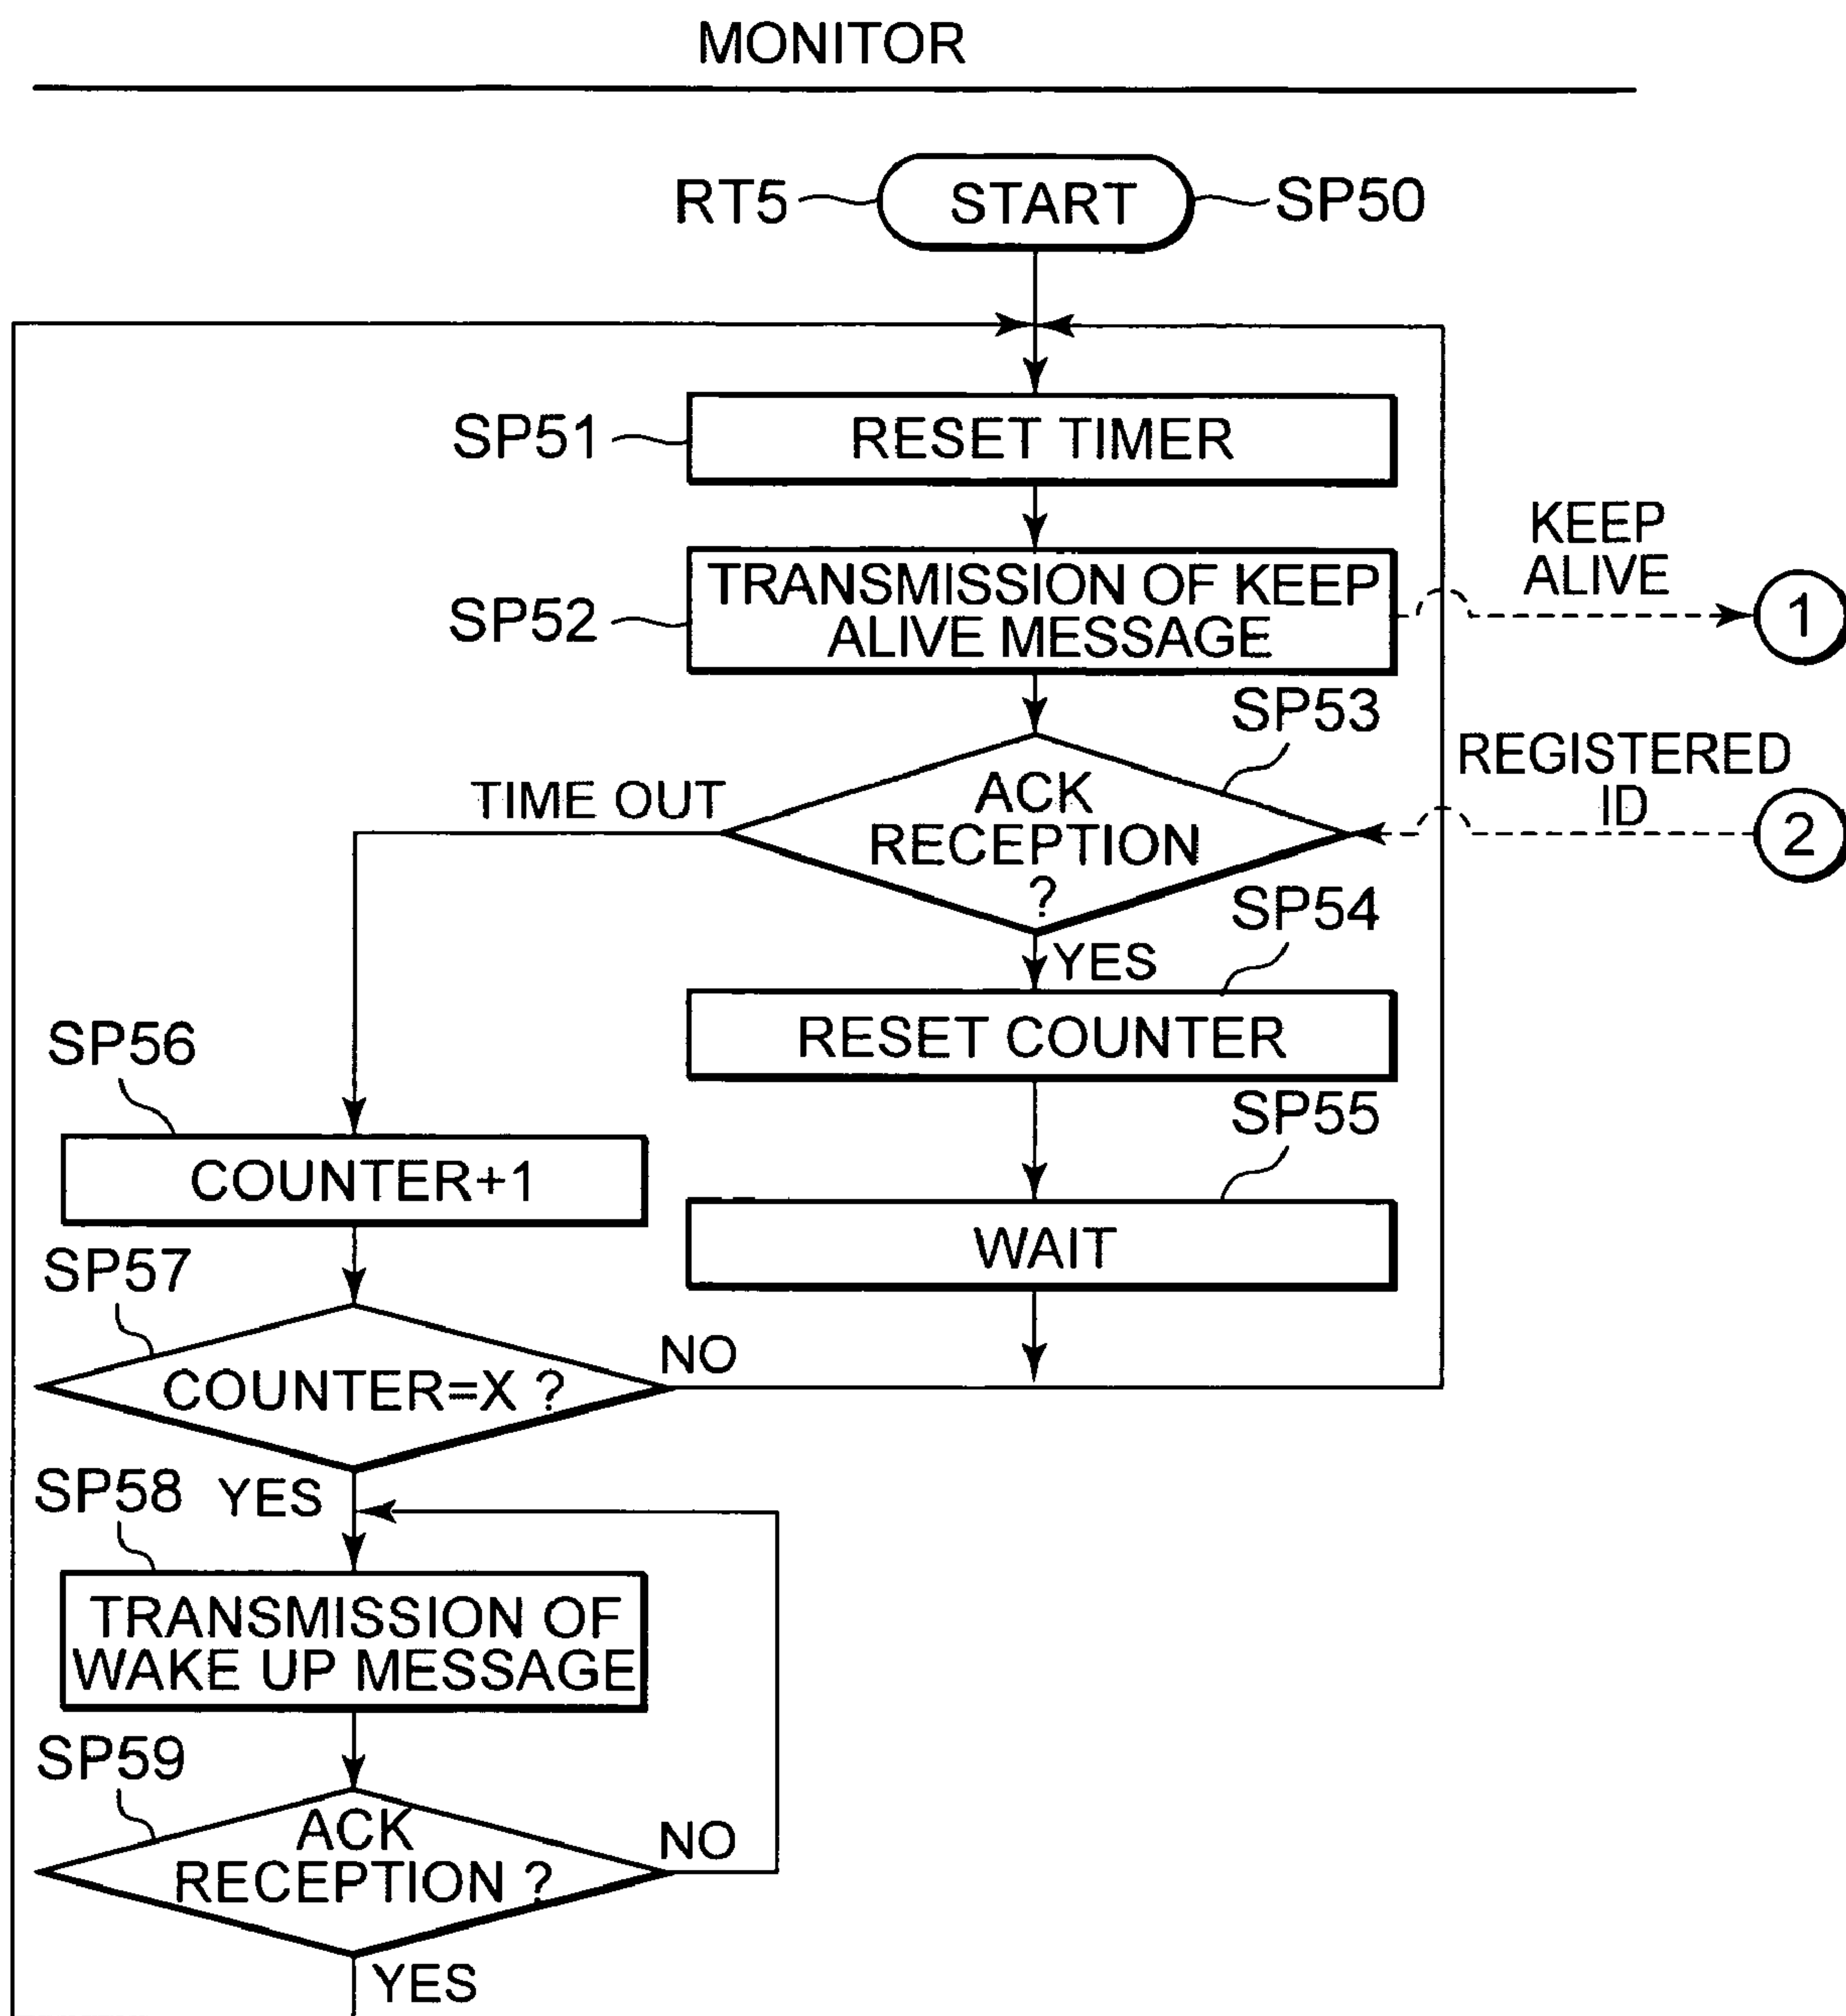 MONITOR
RT5
START
SP50
SP51
RESET TIMER
KEEP
ALIVE
SP52
TRANSMISSION OF KEEP
ALIVE MESSAGE
1
SP53
REGISTERED
ID
TIME OUT
ACK
RECEPTION
?
2
SP54
YES
RESET COUNTER
SP56
SP55
COUNTER+1
WAIT
SP57
NO
COUNTER=X ?
SP58
YES
TRANSMISSION OF
WAKE UP MESSAGE
SP59
ACK
RECEPTION ?
NO
YES